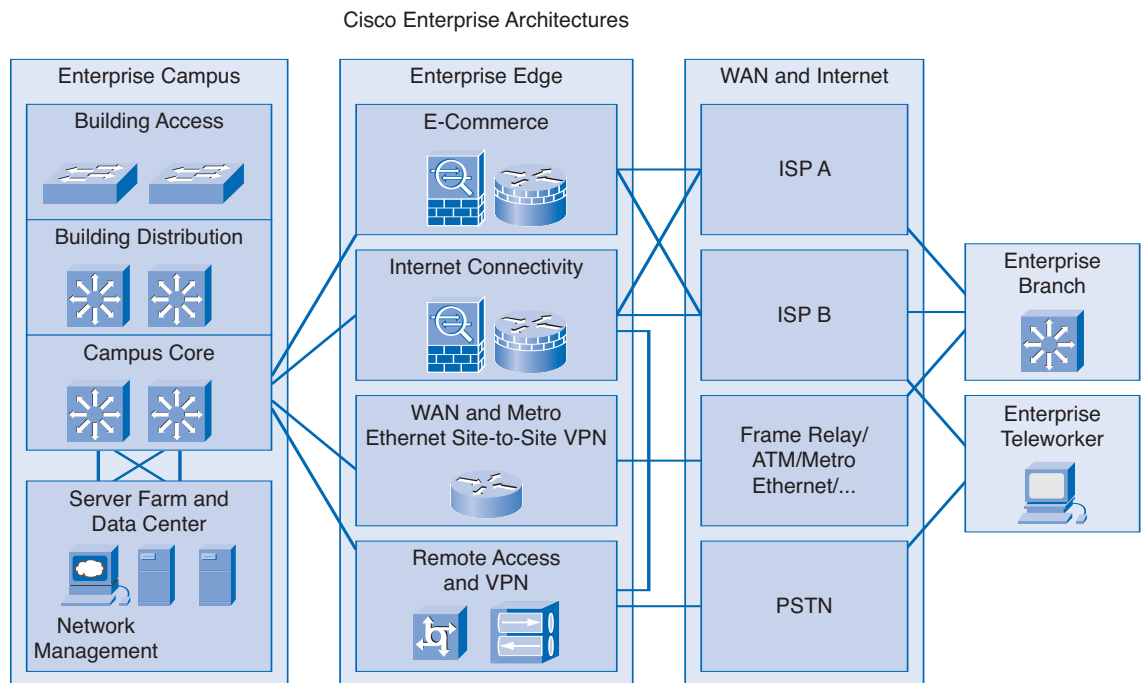 Cisco Enterprise Architectures
Enterprise Campus
Building Access
Building Distribution
Campus Core
Server Farm and
Data Center
Network
Management
Enterprise Edge
E-Commerce
Internet Connectivity
WAN and Metro
Ethernet Site-to-Site VPN
Remote Access
and VPN
WAN and Internet
ISP A
ISP B
Frame Relay/
ATM/Metro
Ethernet/...
PSTN
Enterprise
Branch
Enterprise
Teleworker